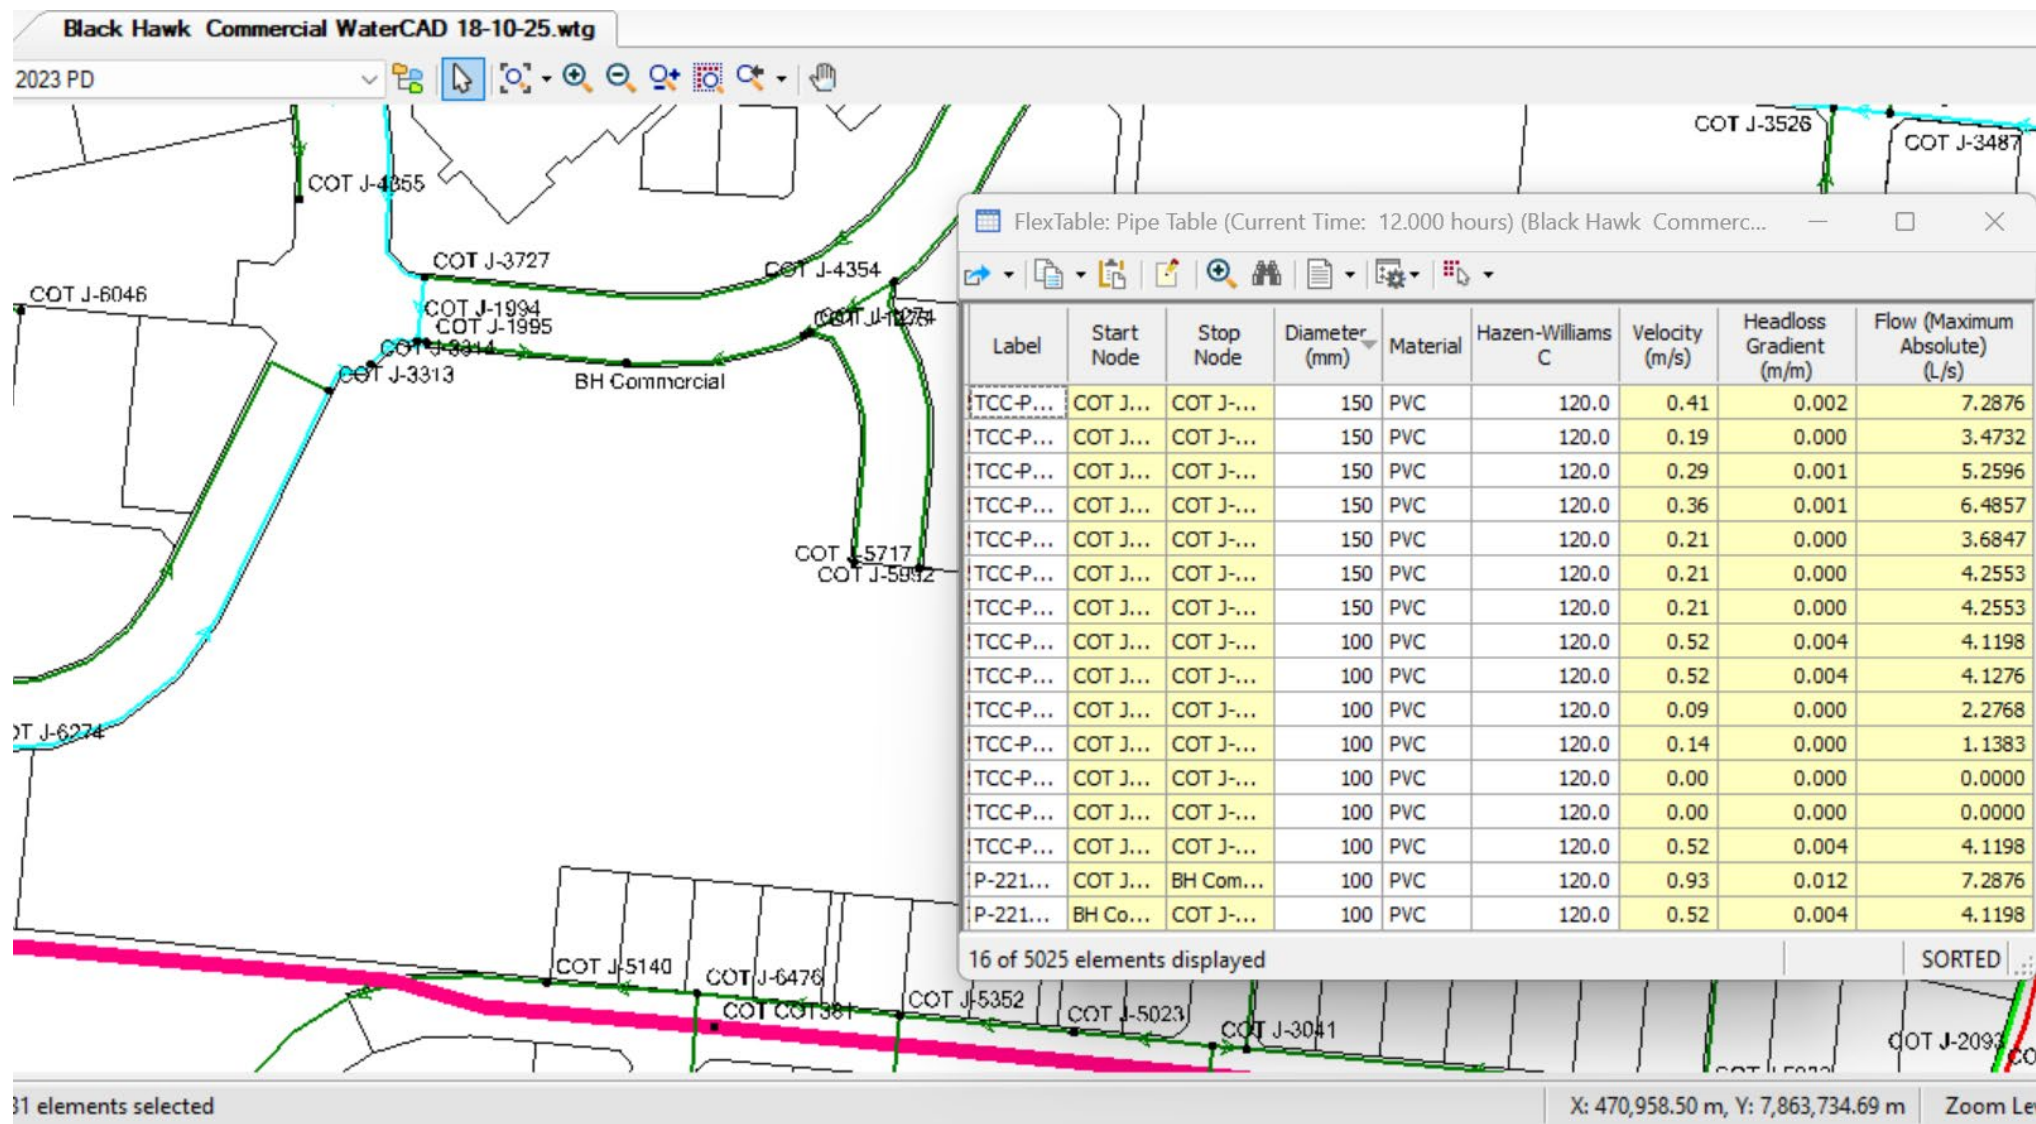 Black Hawk Commercial WaterCAD 18-10-25.wtg
2023 PD
COT J-3526
COT J-3487
COT J-4355
COT J-3727
COT J-4354
COT J-6046
COT J-1994
COT J-1995
COT J-3314
COT J-3313
BH Commercial
COT J-5717
COT J-5992
OT J-6274
COT J-5140
COT J-6476
COT COT381
COT J-5352
COT J-5023
COT J-3041
COT J-2093
FlexTable: Pipe Table (Current Time: 12.000 hours) (Black Hawk Commerc...
Label Start Node Stop Node Diameter (mm) Material Hazen-Williams C Velocity (m/s) Headloss Gradient (m/m) Flow (Maximum Absolute) (L/s)
TCC-P... COT J... COT J-... 150 PVC 120.0 0.41 0.002 7.2876
TCC-P... COT J... COT J-... 150 PVC 120.0 0.19 0.000 3.4732
TCC-P... COT J... COT J-... 150 PVC 120.0 0.29 0.001 5.2596
TCC-P... COT J... COT J-... 150 PVC 120.0 0.36 0.001 6.4857
TCC-P... COT J... COT J-... 150 PVC 120.0 0.21 0.000 3.6847
TCC-P... COT J... COT J-... 150 PVC 120.0 0.21 0.000 4.2553
TCC-P... COT J... COT J-... 150 PVC 120.0 0.21 0.000 4.2553
TCC-P... COT J... COT J-... 100 PVC 120.0 0.52 0.004 4.1198
TCC-P... COT J... COT J-... 100 PVC 120.0 0.52 0.004 4.1276
TCC-P... COT J... COT J-... 100 PVC 120.0 0.09 0.000 2.2768
TCC-P... COT J... COT J-... 100 PVC 120.0 0.14 0.000 1.1383
TCC-P... COT J... COT J-... 100 PVC 120.0 0.00 0.000 0.0000
TCC-P... COT J... COT J-... 100 PVC 120.0 0.00 0.000 0.0000
TCC-P... COT J... COT J-... 100 PVC 120.0 0.52 0.004 4.1198
P-221... COT J... BH Com... 100 PVC 120.0 0.93 0.012 7.2876
P-221... BH Co... COT J-... 100 PVC 120.0 0.52 0.004 4.1198
16 of 5025 elements displayed
SORTED
31 elements selected
X: 470,958.50 m, Y: 7,863,734.69 m
Zoom Le